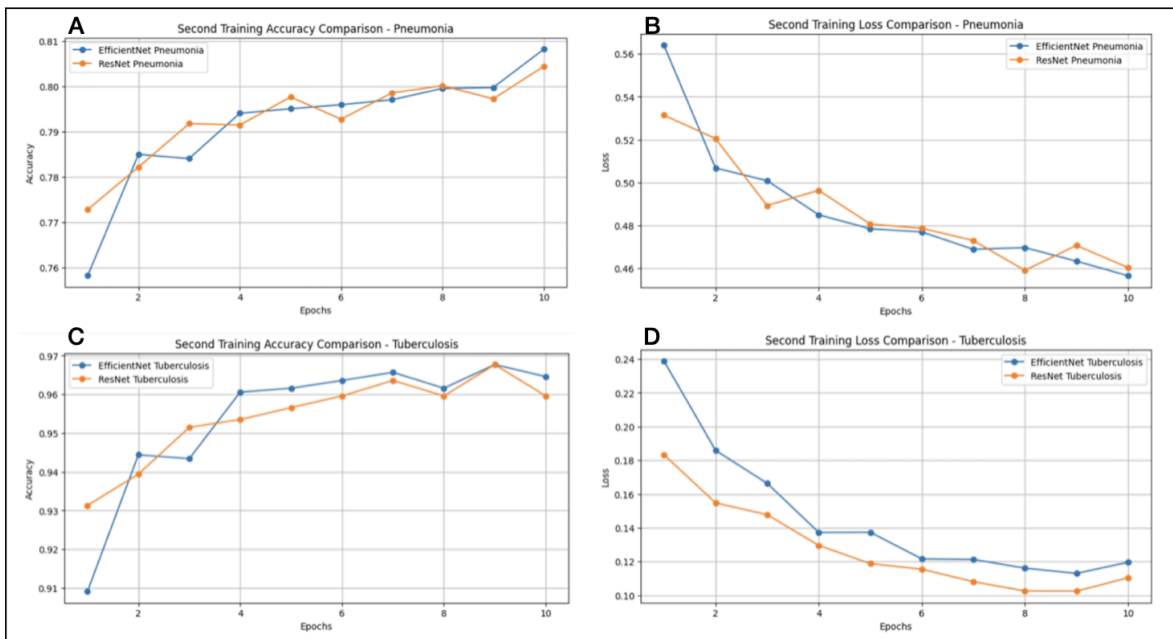 A
Second Training Accuracy Comparison - Pneumonia
EfficientNet Pneumonia
ResNet Pneumonia
0.81
0.80
0.79
0.78
0.77
0.76
Accuracy
2 4 6 8 10
Epochs
B
Second Training Loss Comparison - Pneumonia
EfficientNet Pneumonia
ResNet Pneumonia
0.56
0.54
0.52
0.50
0.48
0.46
Loss
2 4 6 8 10
Epochs
C
Second Training Accuracy Comparison - Tuberculosis
EfficientNet Tuberculosis
ResNet Tuberculosis
0.97
0.96
0.95
0.94
0.93
0.92
0.91
Accuracy
2 4 6 8 10
Epochs
D
Second Training Loss Comparison - Tuberculosis
EfficientNet Tuberculosis
ResNet Tuberculosis
0.24
0.22
0.20
0.18
0.16
0.14
0.12
0.10
Loss
2 4 6 8 10
Epochs